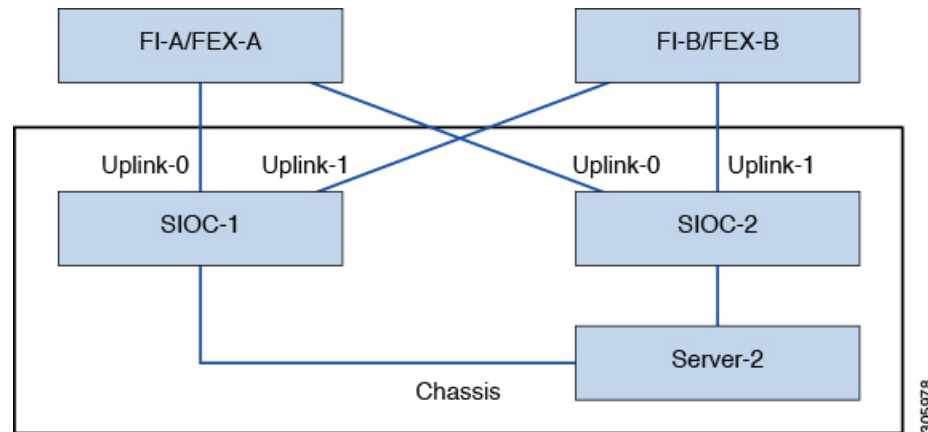 FI-A/FEX-A
FI-B/FEX-B
Uplink-0
Uplink-1
Uplink-0
Uplink-1
SIOC-1
SIOC-2
Server-2
Chassis
305978